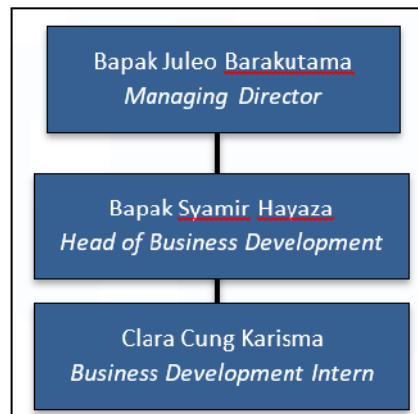 Bapak Juleo Barakutama
Managing Director
Bapak Syamir Hayaza
Head of Business Development
Clara Cung Karisma
Business Development Intern